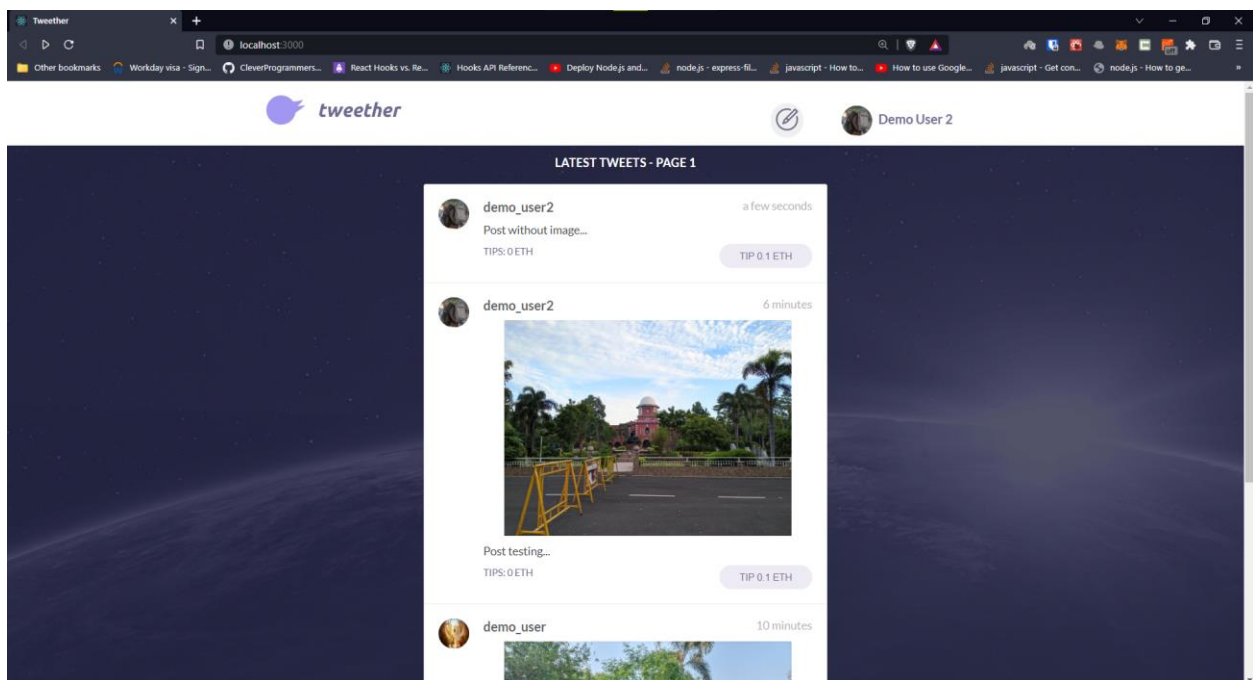 Tweether
localhost:3000
Other bookmarks Workday visa - Sign... CleverProgrammers... React Hooks vs. Re... Hooks API Referenc... Deploy Node.js and... node.js - express-fil... javascript - How to... How to use Google... javascript - Get con... node.js - How to ge...
tweether
Demo User 2
LATEST TWEETS - PAGE 1
demo_user2 a few seconds
Post without image...
TIPS: 0 ETH TIP 0.1 ETH
demo_user2 6 minutes
Post testing...
TIPS: 0 ETH TIP 0.1 ETH
demo_user 10 minutes